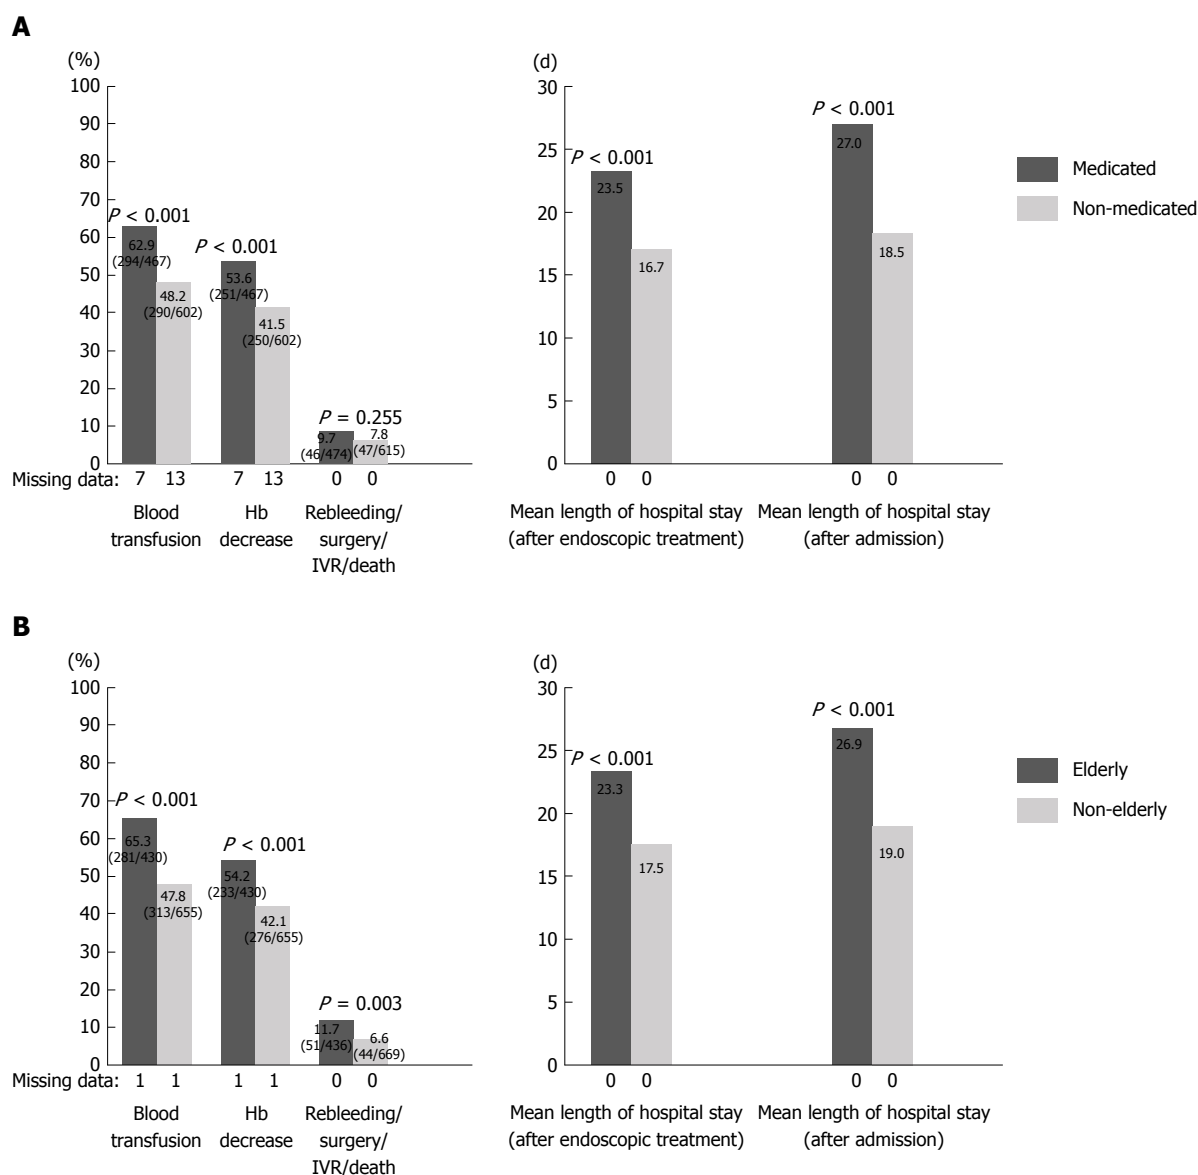 A
(%)
100
90
80
70
60
50
40
30
20
10
0
P < 0.001
62.9
(294/467)
48.2
(290/602)
P < 0.001
53.6
(251/467)
41.5
(250/602)
P = 0.255
9.7
(46/474)
7.8
(47/615)
Missing data: 7 13 7 13 0 0
Blood
transfusion
Hb
decrease
Rebleeding/
surgery/
IVR/death
(d)
30
25
20
15
10
5
0
P < 0.001
23.5
16.7
P < 0.001
27.0
18.5
0 0 0 0
Mean length of hospital stay
(after endoscopic treatment)
Mean length of hospital stay
(after admission)
Medicated
Non-medicated
B
(%)
100
90
80
70
60
50
40
30
20
10
0
P < 0.001
65.3
(281/430)
47.8
(313/655)
P < 0.001
54.2
(233/430)
42.1
(276/655)
P = 0.003
11.7
(51/436)
6.6
(44/669)
Missing data: 1 1 1 1 0 0
Blood
transfusion
Hb
decrease
Rebleeding/
surgery/
IVR/death
(d)
30
25
20
15
10
5
0
P < 0.001
23.3
17.5
P < 0.001
26.9
19.0
0 0 0 0
Mean length of hospital stay
(after endoscopic treatment)
Mean length of hospital stay
(after admission)
Elderly
Non-elderly